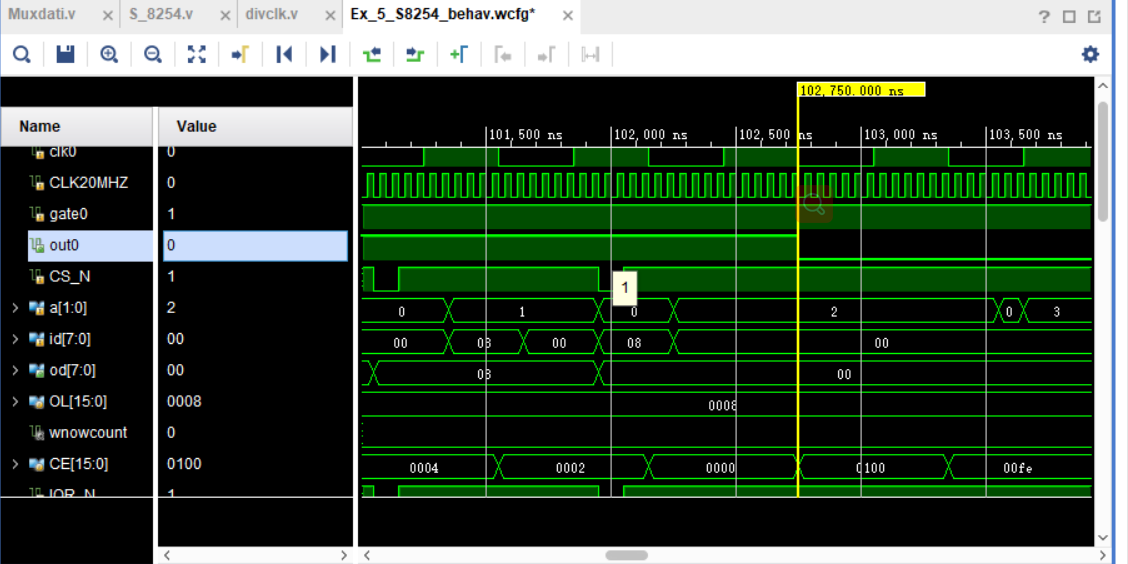 Muxdati.v × S_8254.v × divclk.v × Ex_5_S8254_behav.wcfg* × ?
102,750.000 ns
Name Value 101,500 ns 102,000 ns 102,500 ns 103,000 ns 103,500 ns
clk0 0
CLK20MHZ 0
gate0 1
out0 0
CS_N 1 1
a[1:0] 2 0 1 0 2 0 3
id[7:0] 00 00 03 00 08 00
od[7:0] 00 08 00
OL[15:0] 0008 0008
wnowcount 0
CE[15:0] 0100 0004 0002 0000 0100 00fe
IOR_N 1